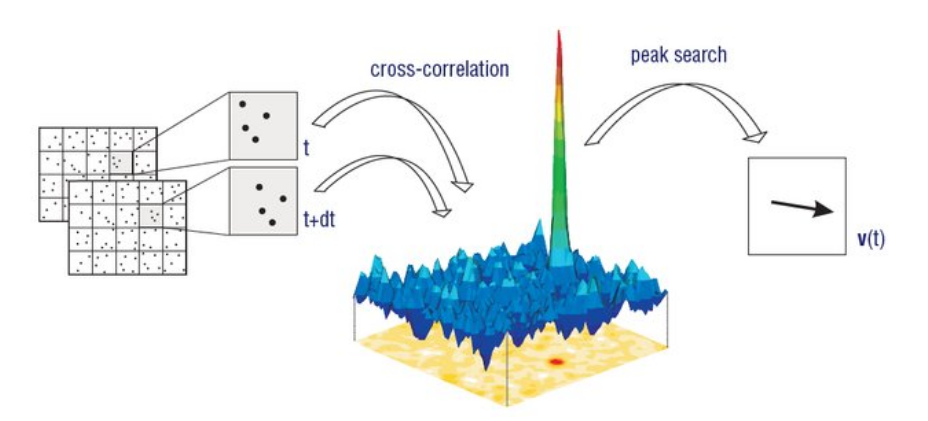 cross-correlation
peak search
t
t+dt
v(t)